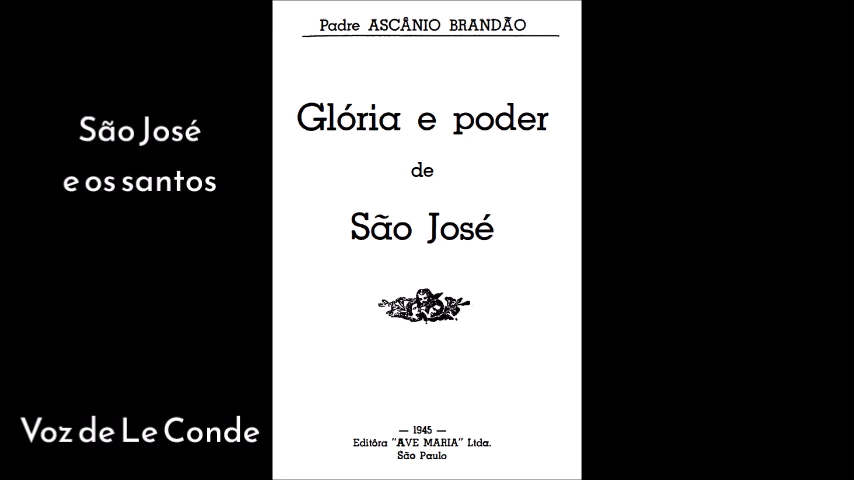 São José
e os santos
Voz de Le Conde
Padre ASCÂNIO BRANDÃO
Glória e poder
de
São José
— 1945 —
Editôra "AVE MARIA" Ltda.
São Paulo